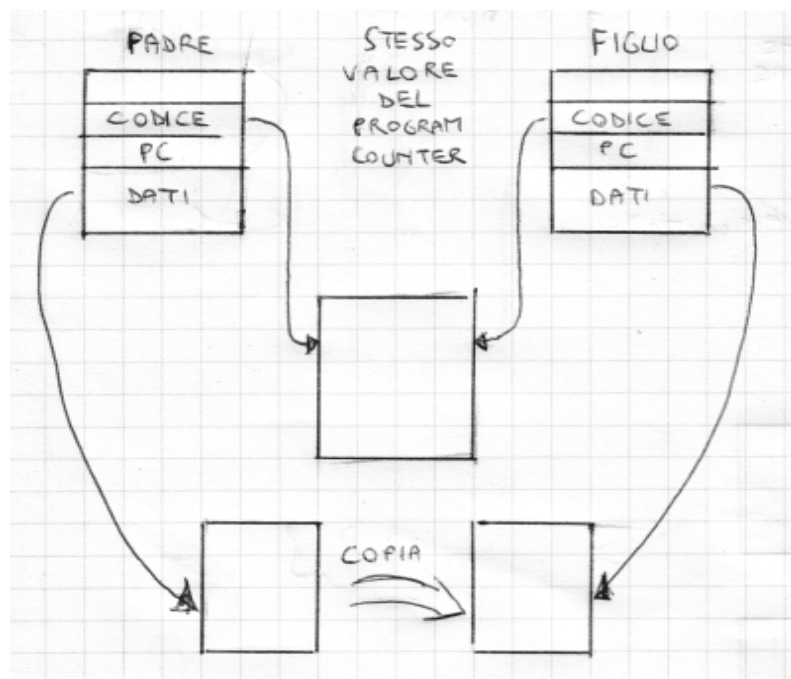 PADRE
STESSO
VALORE
DEL
PROGRAM
COUNTER
FIGLIO
CODICE
PC
DATI
CODICE
PC
DATI
COPIA